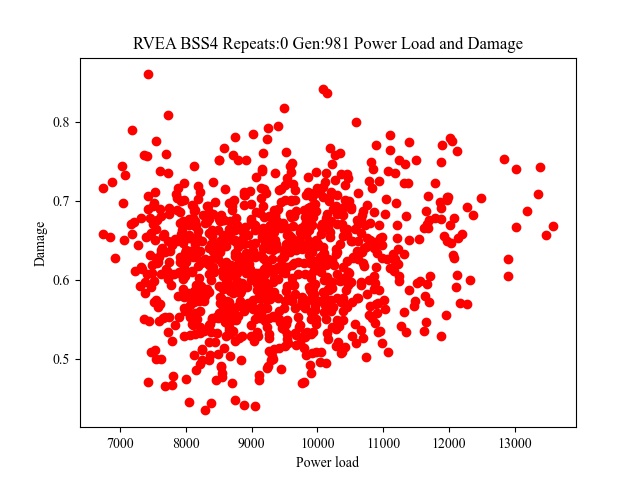 RVEA BSS4 Repeats:0 Gen:981 Power Load and Damage
0.8
0.7
0.6
0.5
Damage
7000 8000 9000 10000 11000 12000 13000
Power load